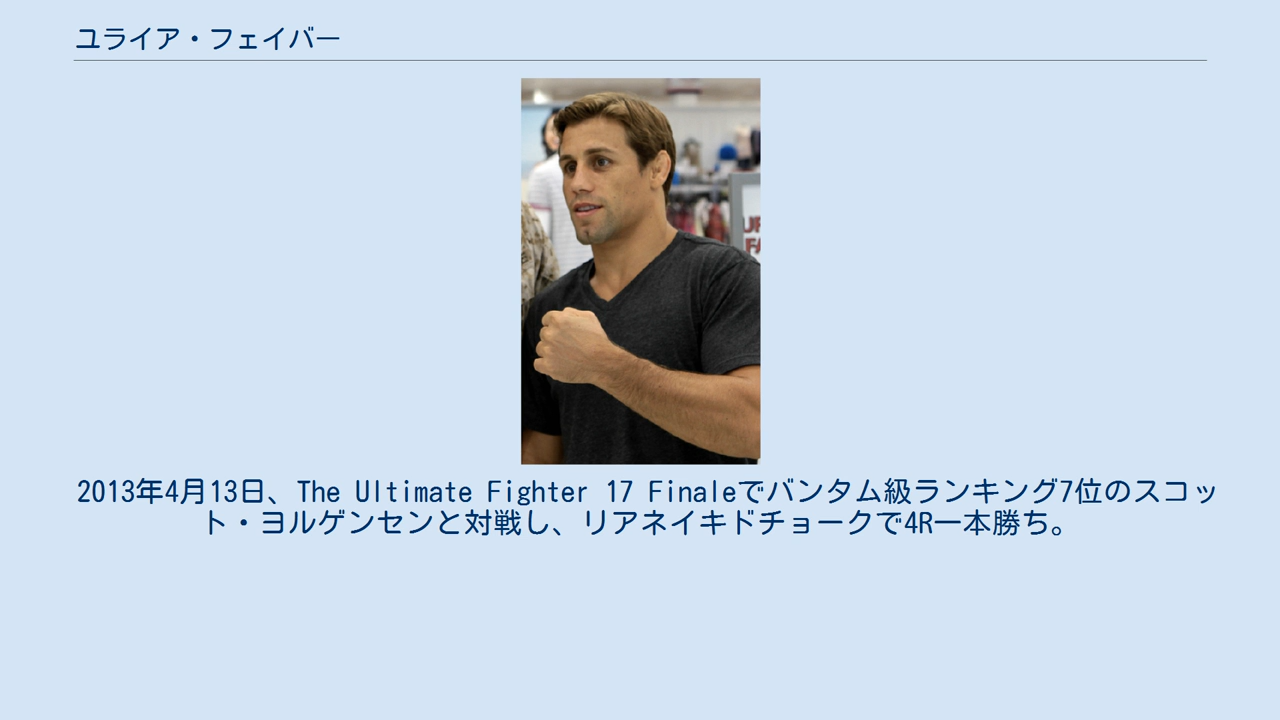 ユライア・フェイバー
2013年4月13日、The Ultimate Fighter 17 Finaleでバンタム級ランキング7位のスコッ
ト・ヨルゲンセンと対戦し、リアネイキドチョークで4R一本勝ち。